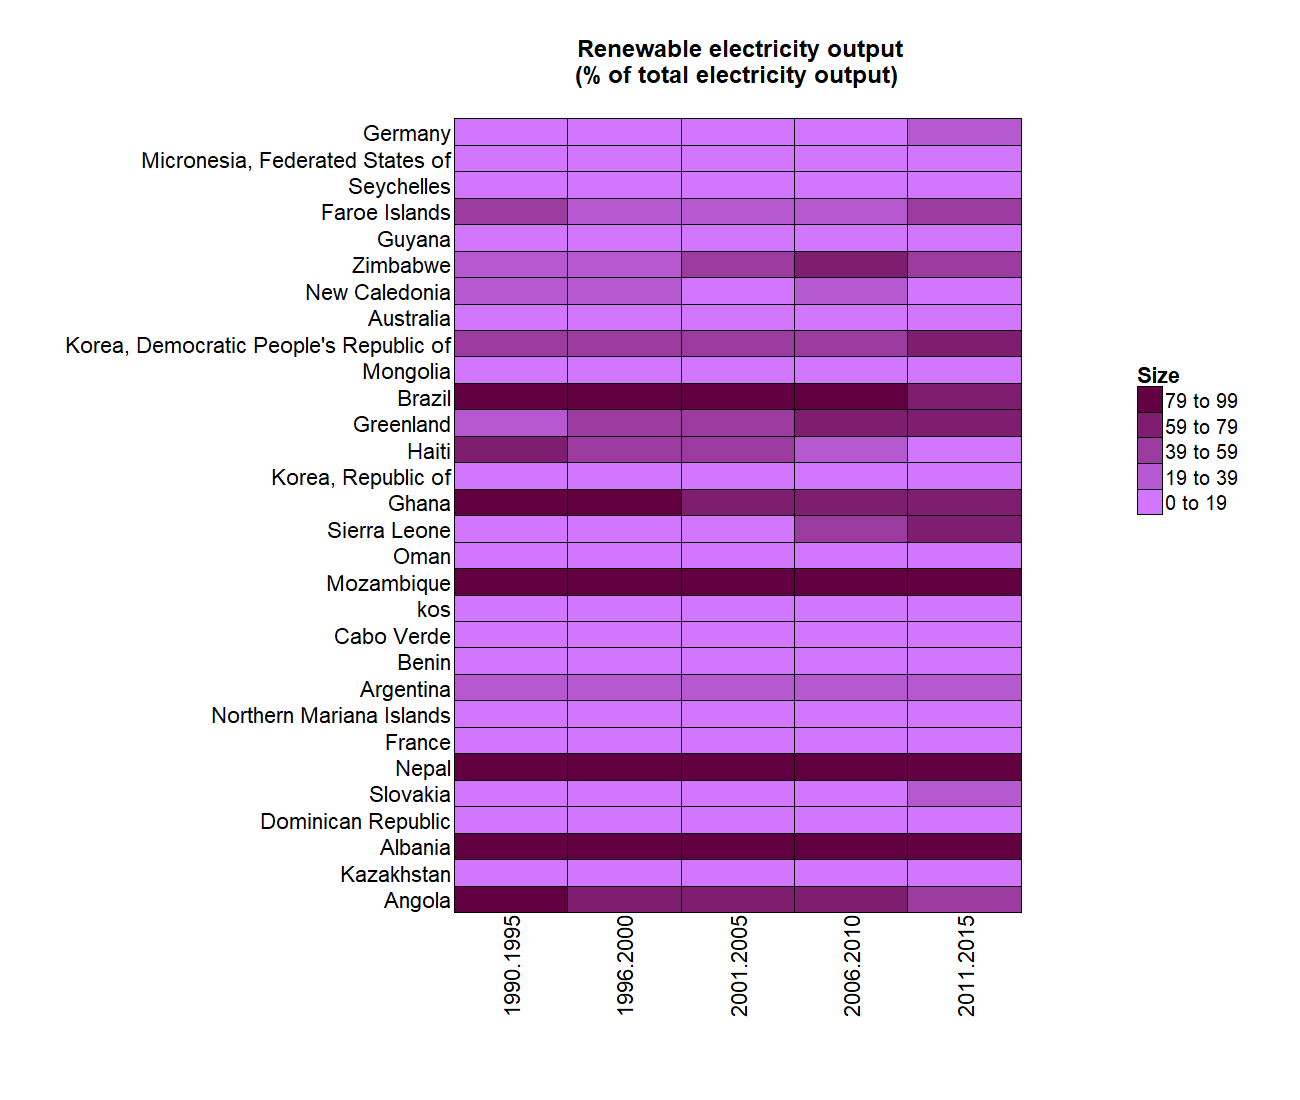 Renewable electricity output
(% of total electricity output)
Germany
Micronesia, Federated States of
Seychelles
Faroe Islands
Guyana
Zimbabwe
New Caledonia
Australia
Korea, Democratic People's Republic of
Mongolia
Brazil
Greenland
Haiti
Korea, Republic of
Ghana
Sierra Leone
Oman
Mozambique
kos
Cabo Verde
Benin
Argentina
Northern Mariana Islands
France
Nepal
Slovakia
Dominican Republic
Albania
Kazakhstan
Angola
1990.1995
1996.2000
2001.2005
2006.2010
2011.2015
Size
79 to 99
59 to 79
39 to 59
19 to 39
0 to 19